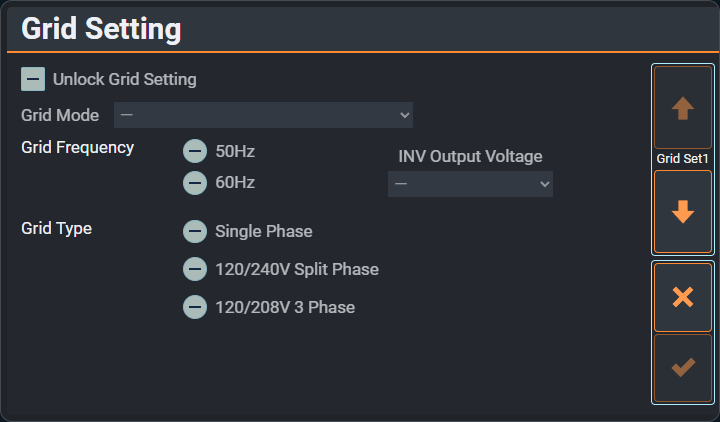 Grid Setting
Unlock Grid Setting
Grid Mode —
Grid Frequency
50Hz
60Hz
INV Output Voltage
—
Grid Type
Single Phase
120/240V Split Phase
120/208V 3 Phase
Grid Set1